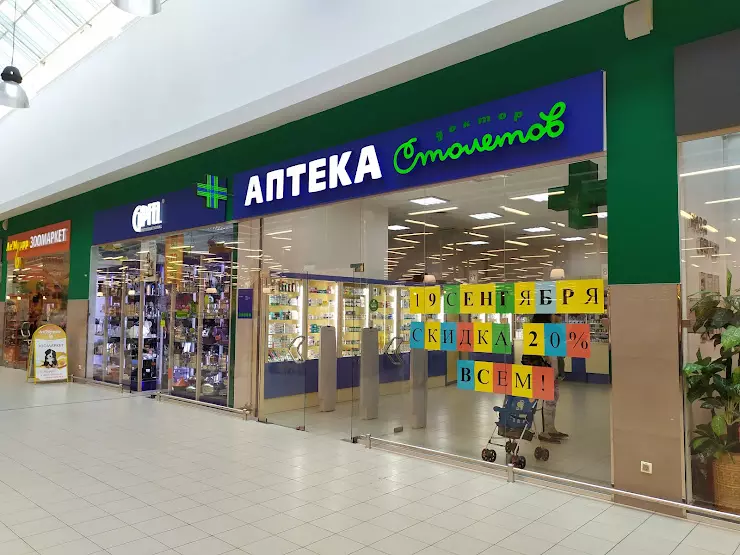 ЗООМАРКЕТ
АПТЕКА
доктор
Столетов
19 СЕНТЯБРЯ
СКИДКА 20%
ВСЕМ!